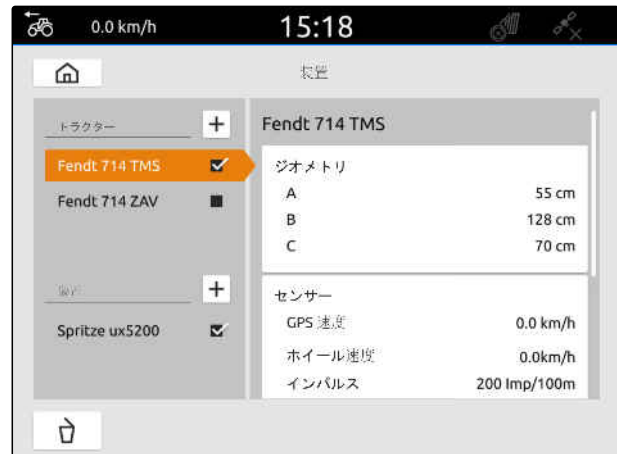 0.0 km/h
15:18
装置
トラクター
Fendt 714 TMS
Fendt 714 ZAV
Spritze ux5200
Fendt 714 TMS
ジオメトリ
A 55 cm
B 128 cm
C 70 cm
センサー
GPS 速度 0.0 km/h
ホイール速度 0.0km/h
インパルス 200 Imp/100m